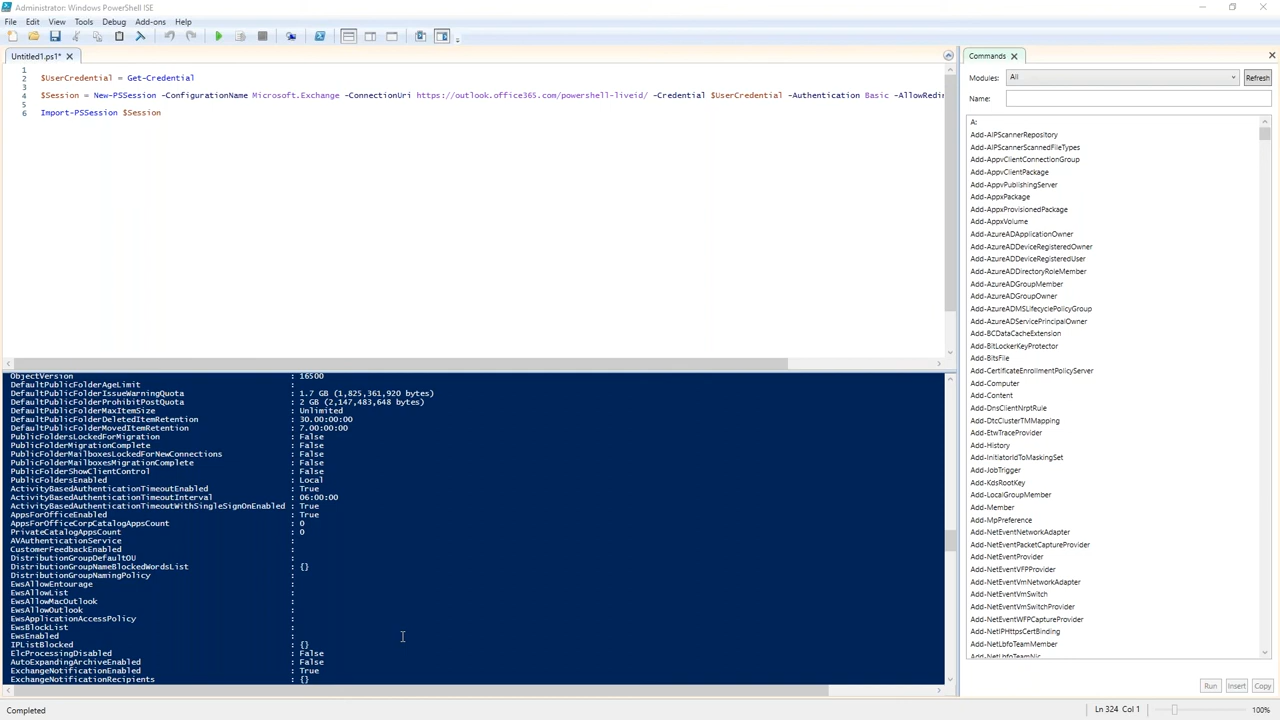 Administrator: Windows PowerShell ISE
File Edit View Tools Debug Add-ons Help
Untitled1.ps1*
1
2 $UserCredential = Get-Credential
3
4 $Session = New-PSSession -ConfigurationName Microsoft.Exchange -ConnectionUri https://outlook.office365.com/powershell-liveid/ -Credential $UserCredential -Authentication Basic -AllowRedir
5
6 Import-PSSession $Session
ObjectVersion : 16500
DefaultPublicFolderAgeLimit :
DefaultPublicFolderIssueWarningQuota : 1.7 GB (1,825,361,920 bytes)
DefaultPublicFolderProhibitPostQuota : 2 GB (2,147,483,648 bytes)
DefaultPublicFolderMaxItemSize : Unlimited
DefaultPublicFolderDeletedItemRetention : 30.00:00:00
DefaultPublicFolderMovedItemRetention : 7.00:00:00
PublicFoldersLockedForMigration : False
PublicFolderMigrationComplete : False
PublicFolderMailboxesLockedForNewConnections : False
PublicFolderMailboxesMigrationComplete : False
PublicFolderShowClientControl : False
PublicFoldersEnabled : Local
ActivityBasedAuthenticationTimeoutEnabled : True
ActivityBasedAuthenticationTimeoutInterval : 06:00:00
ActivityBasedAuthenticationTimeoutWithSingleSignOnEnabled : True
AppsForOfficeEnabled : True
AppsForOfficeCorpCatalogAppsCount : 0
PrivateCatalogAppsCount : 0
AVAuthenticationService :
CustomerFeedbackEnabled :
DistributionGroupDefaultOU :
DistributionGroupNameBlockedWordsList : {}
DistributionGroupNamingPolicy :
EwsAllowEntourage :
EwsAllowList :
EwsAllowMacOutlook :
EwsAllowOutlook :
EwsApplicationAccessPolicy :
EwsBlockList :
EwsEnabled :
IPListBlocked : {}
ElcProcessingDisabled : False
AutoExpandingArchiveEnabled : False
ExchangeNotificationEnabled : True
ExchangeNotificationRecipients : {}
Commands
Modules: All Refresh
Name:
A:
Add-AIPScannerRepository
Add-AIPScannerScannedFileTypes
Add-AppvClientConnectionGroup
Add-AppvClientPackage
Add-AppvPublishingServer
Add-AppxPackage
Add-AppxProvisionedPackage
Add-AppxVolume
Add-AzureADApplicationOwner
Add-AzureADDeviceRegisteredOwner
Add-AzureADDeviceRegisteredUser
Add-AzureADDirectoryRoleMember
Add-AzureADGroupMember
Add-AzureADGroupOwner
Add-AzureADMSLifecyclePolicyGroup
Add-AzureADServicePrincipalOwner
Add-BCDataCacheExtension
Add-BitLockerKeyProtector
Add-BitsFile
Add-CertificateEnrollmentPolicyServer
Add-Computer
Add-Content
Add-DnsClientNrptRule
Add-DtcClusterTMMapping
Add-EtwTraceProvider
Add-History
Add-InitiatorIdToMaskingSet
Add-JobTrigger
Add-KdsRootKey
Add-LocalGroupMember
Add-Member
Add-MpPreference
Add-NetEventNetworkAdapter
Add-NetEventPacketCaptureProvider
Add-NetEventProvider
Add-NetEventVFPProvider
Add-NetEventVmNetworkAdapter
Add-NetEventVmSwitch
Add-NetEventVmSwitchProvider
Add-NetEventWFPCaptureProvider
Add-NetIPHttpsCertBinding
Add-NetLbfoTeamMember
Add-NetLbfoTeamNic
Run Insert Copy
Completed
Ln 324 Col 1
100%